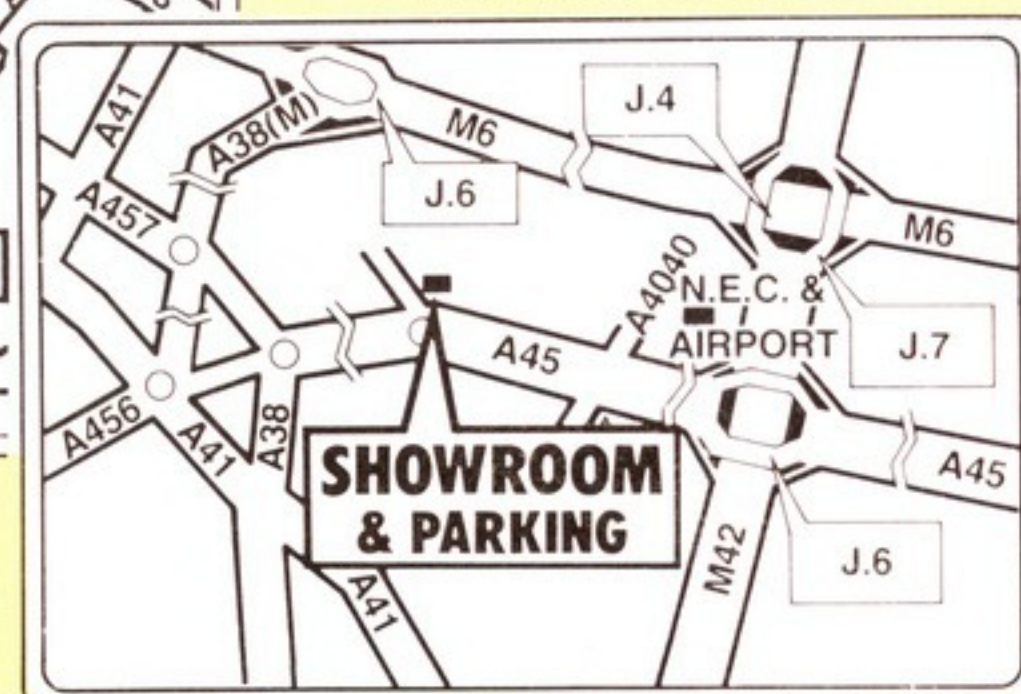 A41
A38(M)
M6
J.4
J.6
A457
M6
A4040
N.E.C. &
AIRPORT
J.7
A45
A456
A41
A38
SHOWROOM
& PARKING
A45
M42
J.6
A41